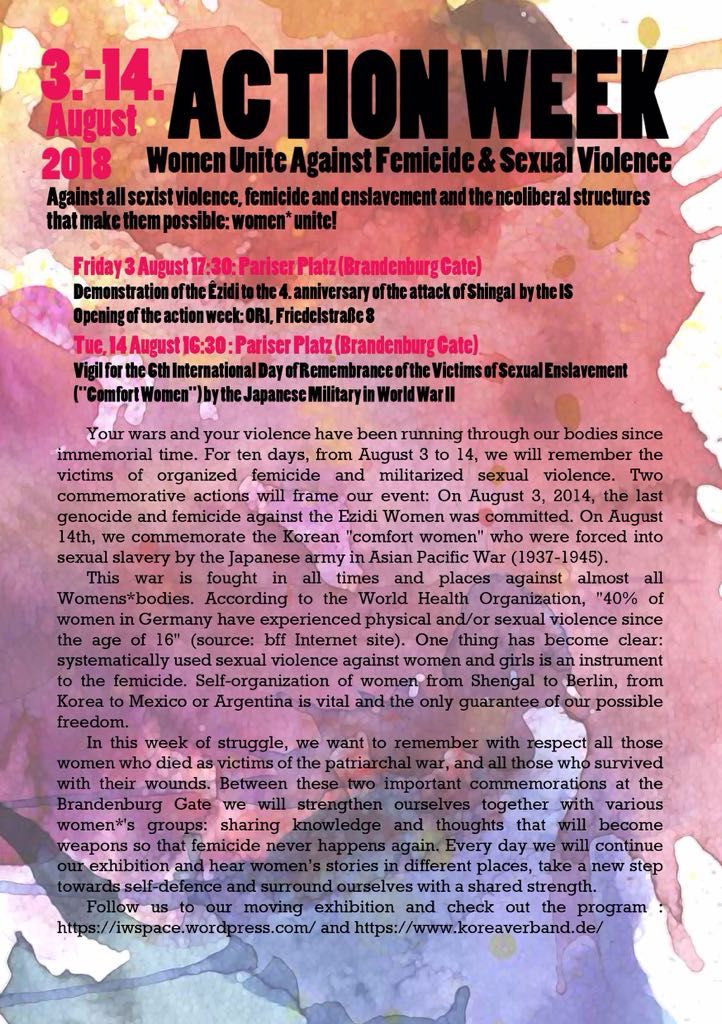 3.-14.
August
2018
ACTION WEEK
Women Unite Against Femicide & Sexual Violence
Against all sexist violence, femicide and enslavement and the neoliberal structures
that make them possible: women* unite!
Friday 3 August 17:30: Pariser Platz (Brandenburg Gate)
Demonstration of the Êzidi to the 4. anniversary of the attack of Shingal by the IS
Opening of the action week: ORI, Friedelstraße 8
Tue, 14 August 16:30 : Pariser Platz (Brandenburg Gate)
Vigil for the 6th International Day of Remembrance of the Victims of Sexual Enslavement
(''Comfort Women'') by the Japanese Military in World War II
Your wars and your violence have been running through our bodies since
immemorial time. For ten days, from August 3 to 14, we will remember the
victims of organized femicide and militarized sexual violence. Two
commemorative actions will frame our event: On August 3, 2014, the last
genocide and femicide against the Ezidi Women was committed. On August
14th, we commemorate the Korean "comfort women" who were forced into
sexual slavery by the Japanese army in Asian Pacific War (1937-1945).
This war is fought in all times and places against almost all
Womens*bodies. According to the World Health Organization, "40% of
women in Germany have experienced physical and/or sexual violence since
the age of 16" (source: bff Internet site). One thing has become clear:
systematically used sexual violence against women and girls is an instrument
to the femicide. Self-organization of women from Shengal to Berlin, from
Korea to Mexico or Argentina is vital and the only guarantee of our possible
freedom.
In this week of struggle, we want to remember with respect all those
women who died as victims of the patriarchal war, and all those who survived
with their wounds. Between these two important commemorations at the
Brandenburg Gate we will strengthen ourselves together with various
women*'s groups: sharing knowledge and thoughts that will become
weapons so that femicide never happens again. Every day we will continue
our exhibition and hear women's stories in different places, take a new step
towards self-defence and surround ourselves with a shared strength.
Follow us to our moving exhibition and check out the program :
https://iwspace.wordpress.com/ and https://www.koreaverband.de/